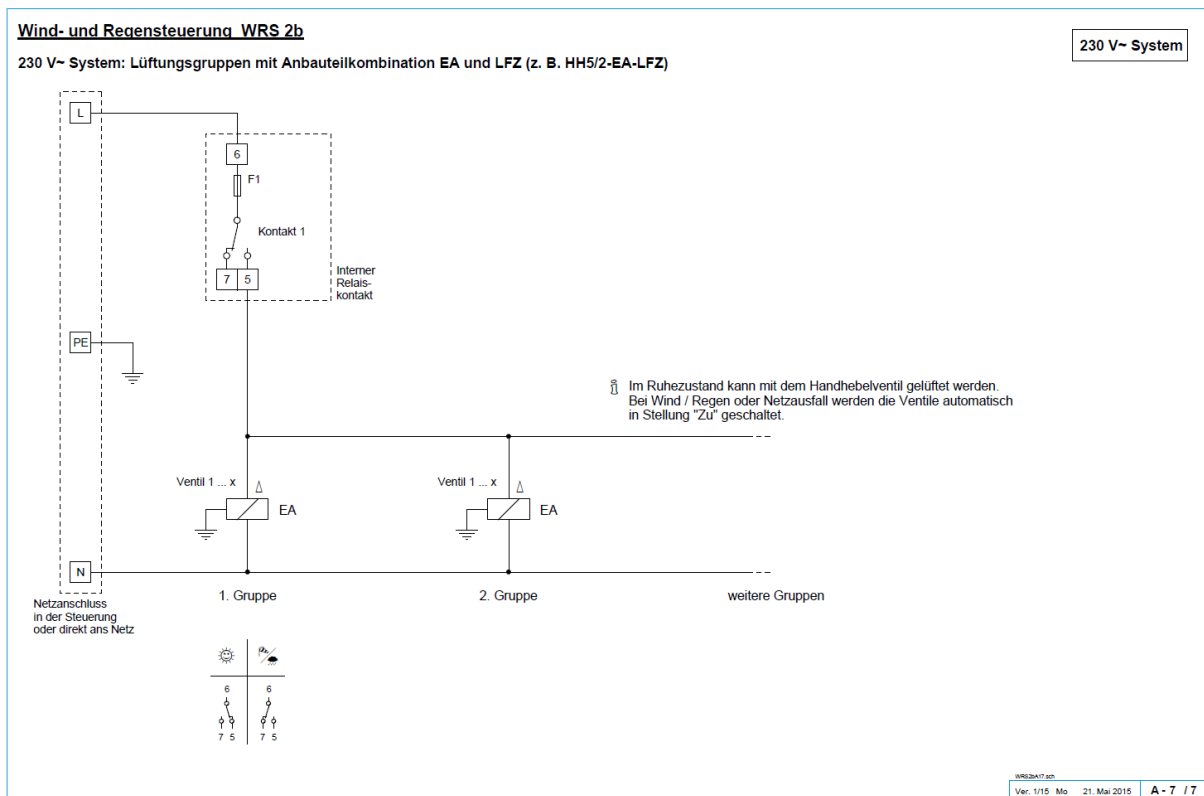 Wind- und Regensteuerung WRS 2b
230 V~ System
230 V~ System: Lüftungsgruppen mit Anbauteilkombination EA und LFZ (z. B. HH5/2-EA-LFZ)
L
6
F1
Kontakt 1
7 5
Interner
Relais-
kontakt
PE
Im Ruhezustand kann mit dem Handhebelventil gelüftet werden.
Bei Wind / Regen oder Netzausfall werden die Ventile automatisch
in Stellung "Zu" geschaltet.
Ventil 1 ... x
EA
Ventil 1 ... x
EA
N
Netzanschluss
in der Steuerung
oder direkt ans Netz
1. Gruppe
2. Gruppe
weitere Gruppen
6 6
7 5 7 5
WRS2bA17.sch
Ver. 1/15 Mo 21. Mai 2015 A - 7 / 7